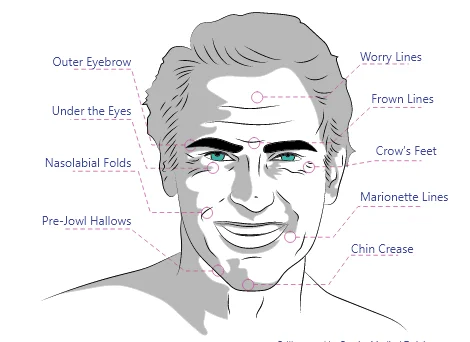 Outer Eyebrow
Worry Lines
Under the Eyes
Frown Lines
Nasolabial Folds
Crow's Feet
Pre-Jowl Hallows
Marionette Lines
Chin Crease